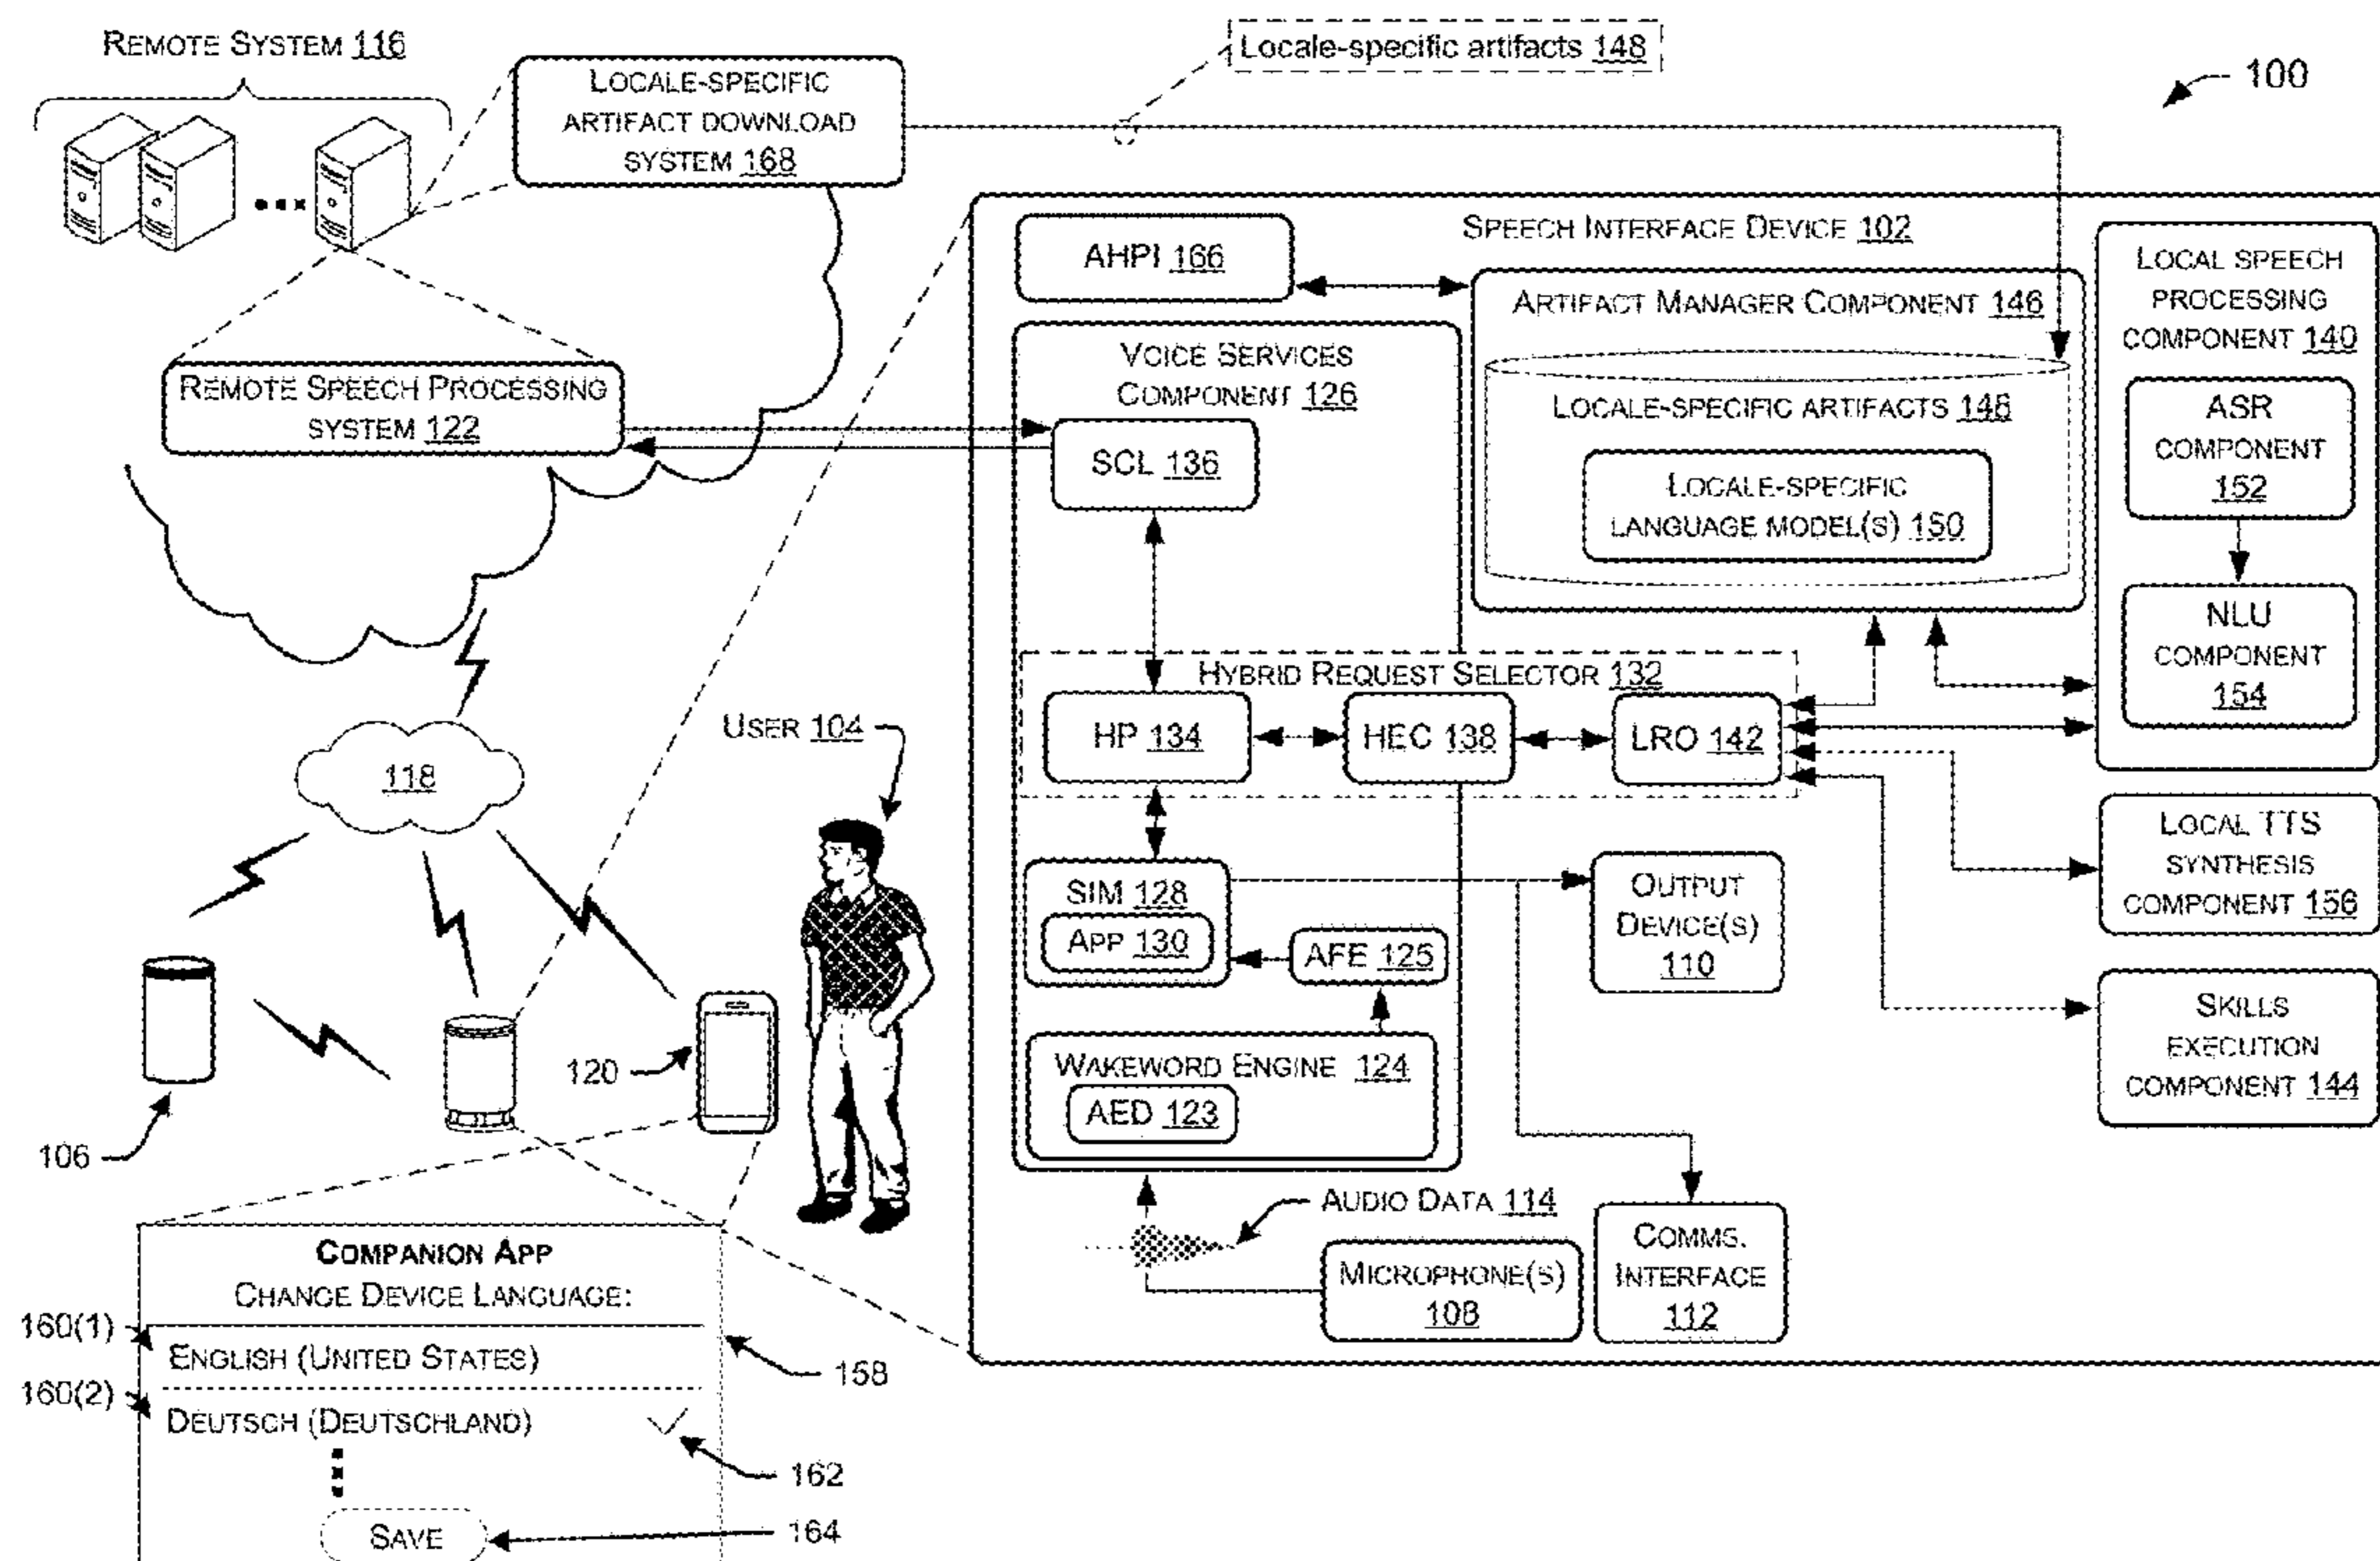 REMOTE SYSTEM 116
LOCALE-SPECIFIC
ARTIFACT DOWNLOAD
SYSTEM 168
Locale-specific artifacts 148
100
REMOTE SPEECH PROCESSING
SYSTEM 122
118
USER 104
106
120
COMPANION APP
CHANGE DEVICE LANGUAGE:
160(1)
ENGLISH (UNITED STATES)
158
160(2)
DEUTSCH (DEUTSCHLAND)
162
SAVE
164
SPEECH INTERFACE DEVICE 102
AHPI 166
VOICE SERVICES
COMPONENT 126
SCL 136
ARTIFACT MANAGER COMPONENT 146
LOCALE-SPECIFIC ARTIFACTS 148
LOCALE-SPECIFIC
LANGUAGE MODEL(S) 150
LOCAL SPEECH
PROCESSING
COMPONENT 140
ASR
COMPONENT
152
NLU
COMPONENT
154
HYBRID REQUEST SELECTOR 132
HP 134
HEC 138
LRO 142
SIM 128
APP 130
AFE 125
OUTPUT
DEVICE(S)
110
LOCAL TTS
SYNTHESIS
COMPONENT 156
WAKEWORD ENGINE 124
AED 123
SKILLS
EXECUTION
COMPONENT 144
AUDIO DATA 114
MICROPHONE(S)
108
COMMS.
INTERFACE
112